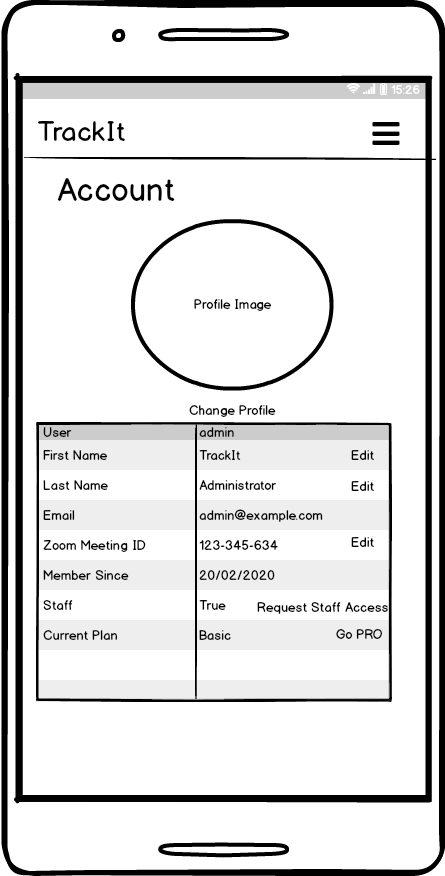 15:26
TrackIt
Account
Profile Image
Change Profile
User admin
First Name TrackIt Edit
Last Name Administrator Edit
Email admin@example.com
Zoom Meeting ID 123-345-634 Edit
Member Since 20/02/2020
Staff True Request Staff Access
Current Plan Basic Go PRO